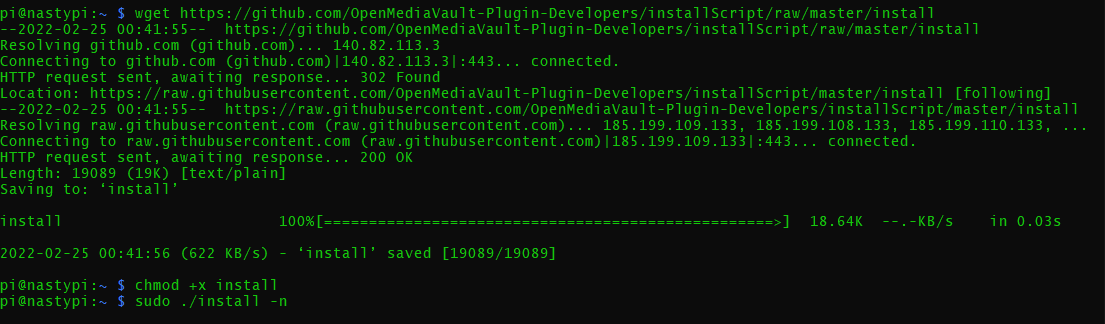 pi@nastypi:~ $ wget https://github.com/OpenMediaVault-Plugin-Developers/installScript/raw/master/install
--2022-02-25 00:41:55--  https://github.com/OpenMediaVault-Plugin-Developers/installScript/raw/master/install
Resolving github.com (github.com)... 140.82.113.3
Connecting to github.com (github.com)|140.82.113.3|:443... connected.
HTTP request sent, awaiting response... 302 Found
Location: https://raw.githubusercontent.com/OpenMediaVault-Plugin-Developers/installScript/master/install [following]
--2022-02-25 00:41:55--  https://raw.githubusercontent.com/OpenMediaVault-Plugin-Developers/installScript/master/install
Resolving raw.githubusercontent.com (raw.githubusercontent.com)... 185.199.109.133, 185.199.108.133, 185.199.110.133, ...
Connecting to raw.githubusercontent.com (raw.githubusercontent.com)|185.199.109.133|:443... connected.
HTTP request sent, awaiting response... 200 OK
Length: 19089 (19K) [text/plain]
Saving to: ‘install’
install                        100%[==================================================>]  18.64K  --.-KB/s    in 0.03s
2022-02-25 00:41:56 (622 KB/s) - ‘install’ saved [19089/19089]
pi@nastypi:~ $ chmod +x install
pi@nastypi:~ $ sudo ./install -n